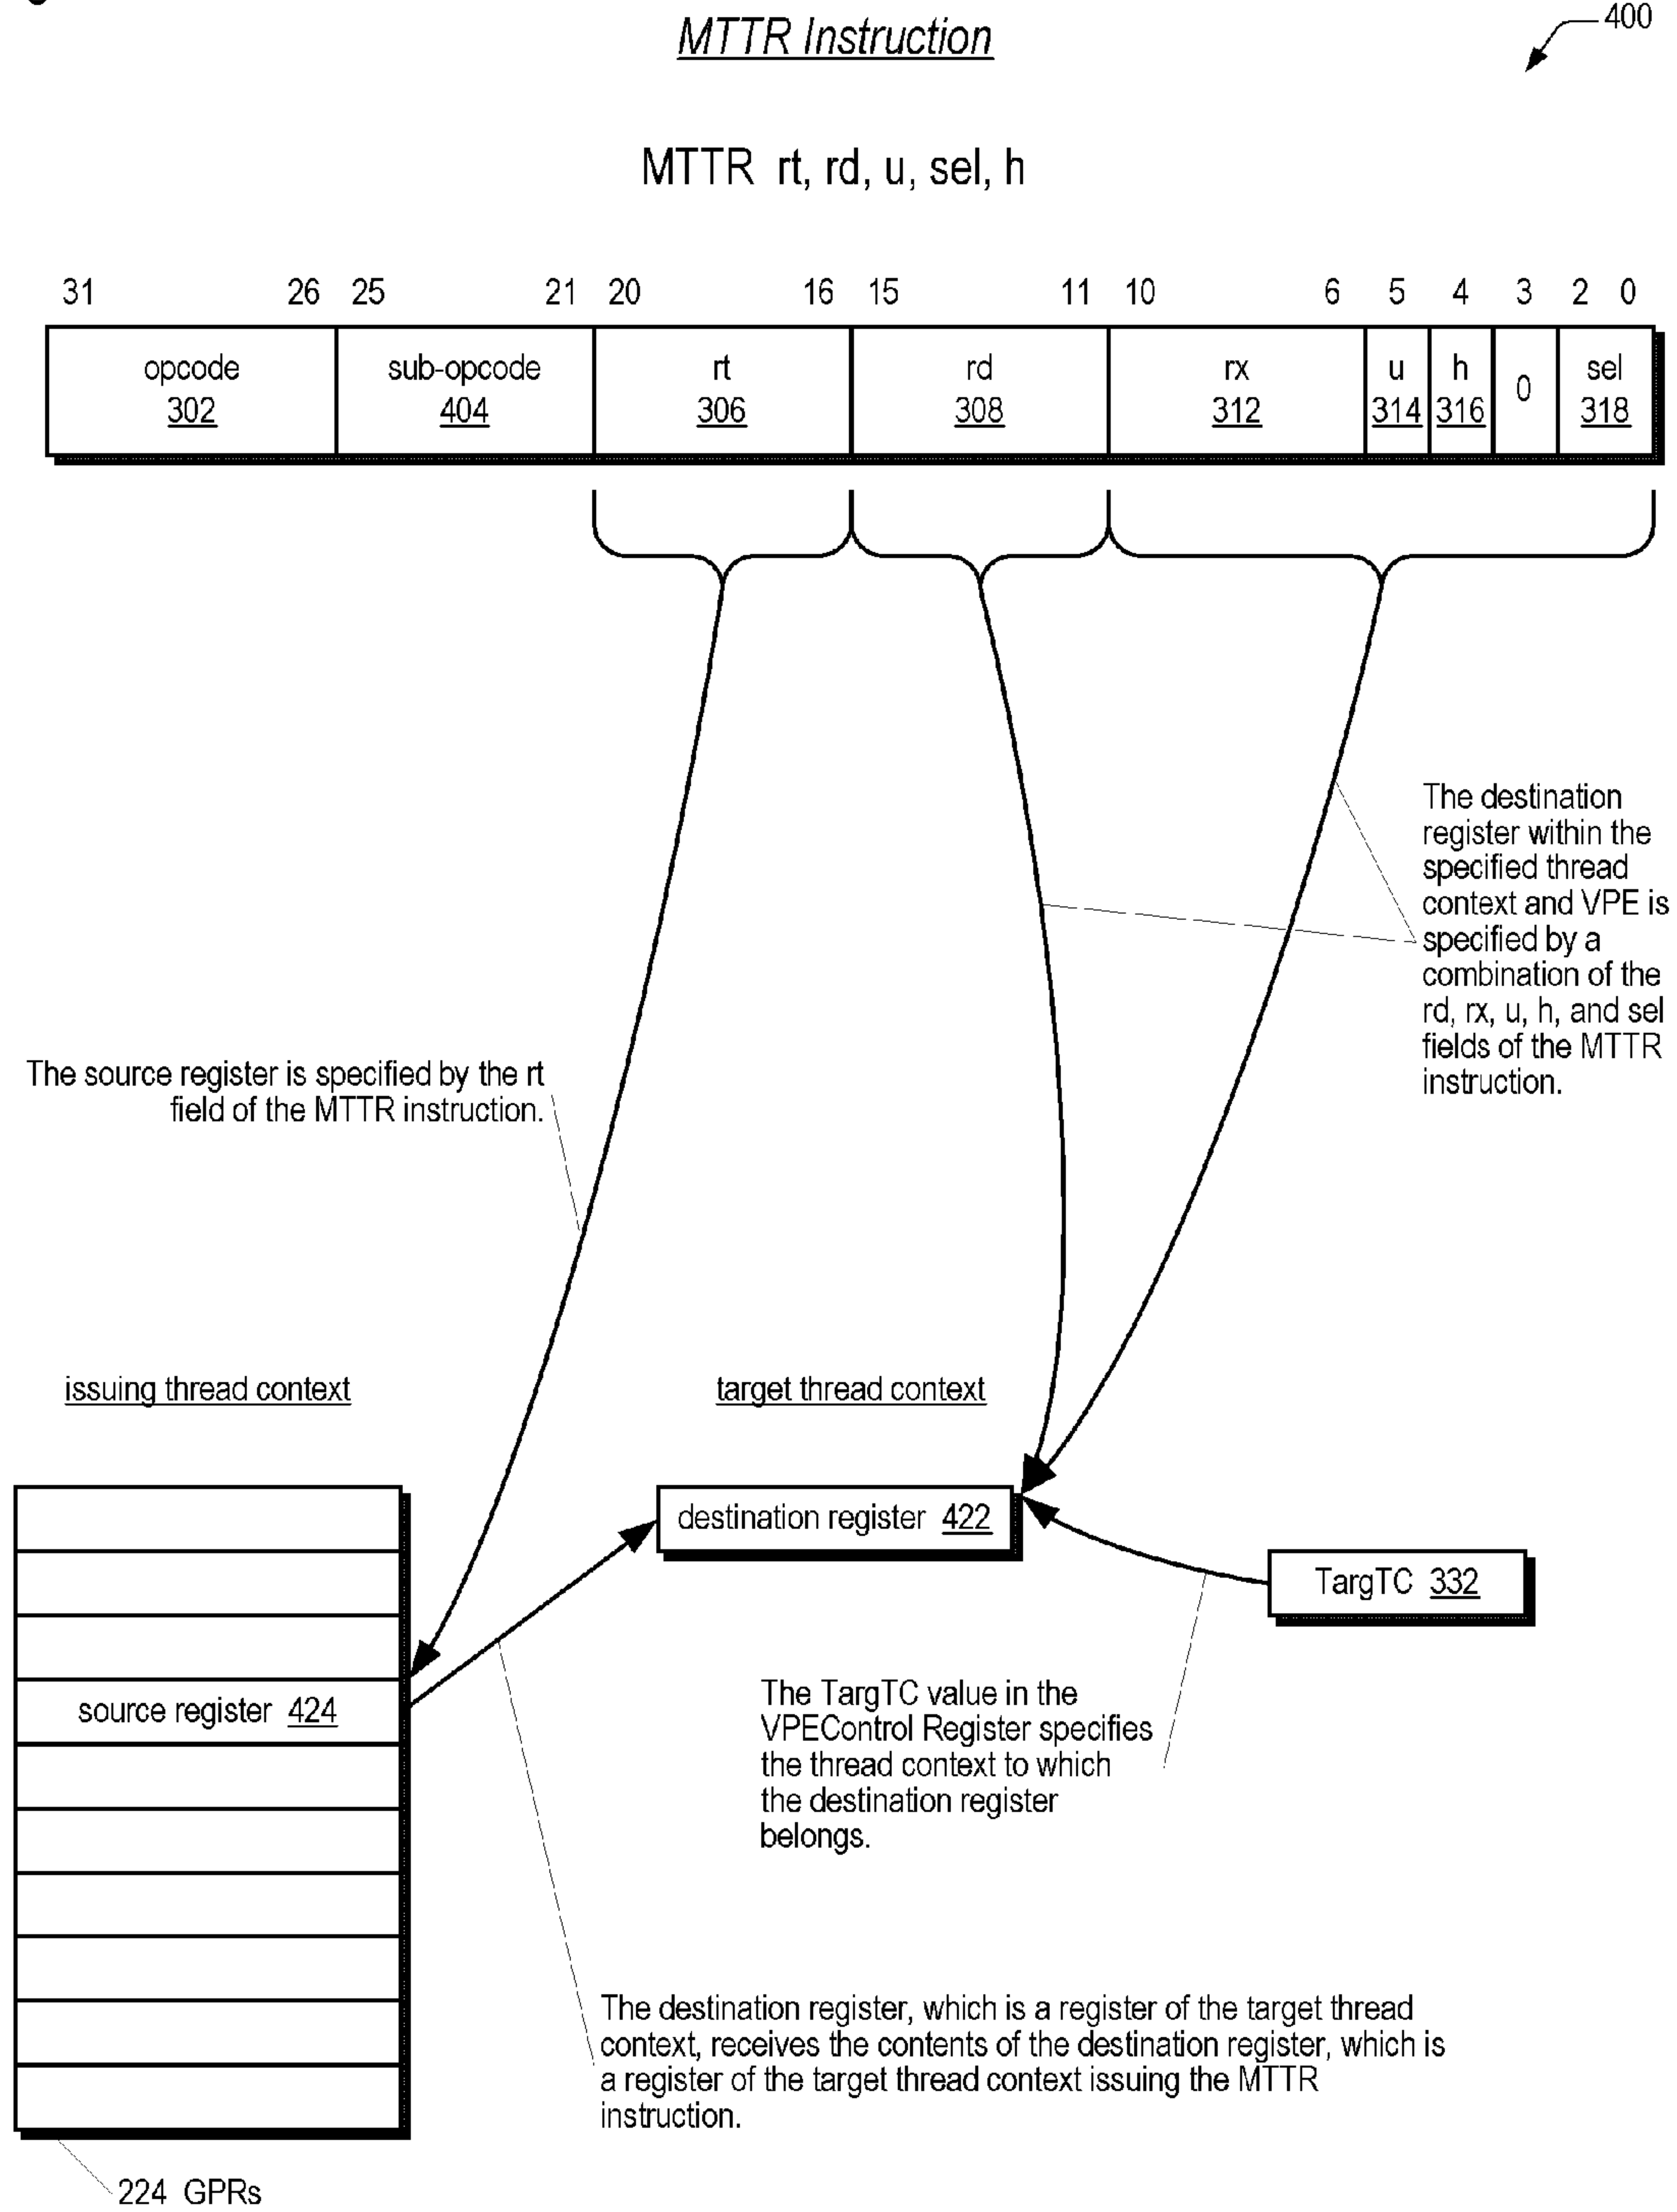 MTTR Instruction
400
MTTR rt, rd, u, sel, h
31 26 25 21 20 16 15 11 10 6 5 4 3 2 0
opcode sub-opcode rt rd rx u h 0 sel
302 404 306 308 312 314 316 318
The destination
register within the
specified thread
context and VPE is
specified by a
combination of the
rd, rx, u, h, and sel
fields of the MTTR
instruction.
The source register is specified by the rt
field of the MTTR instruction.
issuing thread context
target thread context
destination register 422
TargTC 332
source register 424
The TargTC value in the
VPEControl Register specifies
the thread context to which
the destination register
belongs.
The destination register, which is a register of the target thread
context, receives the contents of the destination register, which is
a register of the target thread context issuing the MTTR
instruction.
224 GPRs